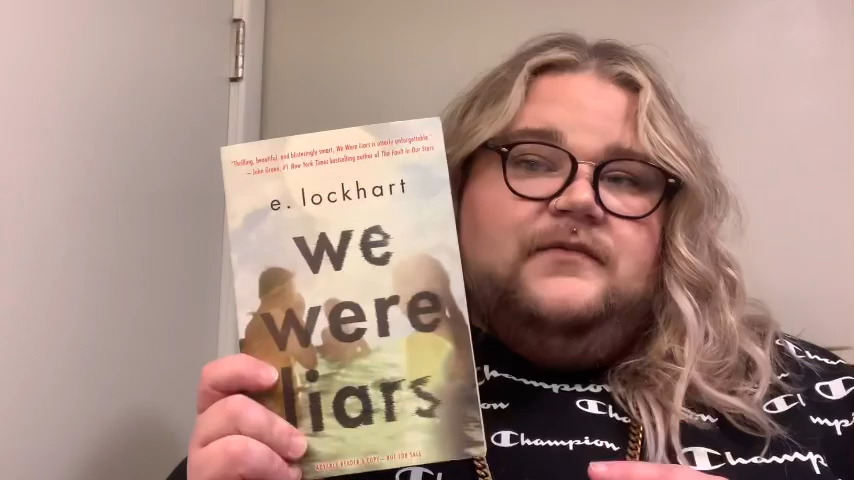 "Thrilling, beautiful, and blisteringly smart, We Were Liars is utterly unforgettable."
—John Green, #1 New York Times bestselling author of The Fault in Our Stars
e. lockhart
we
were
liars
ADVANCE READER'S COPY—NOT FOR SALE
Champion
Champion
Champion
Champion